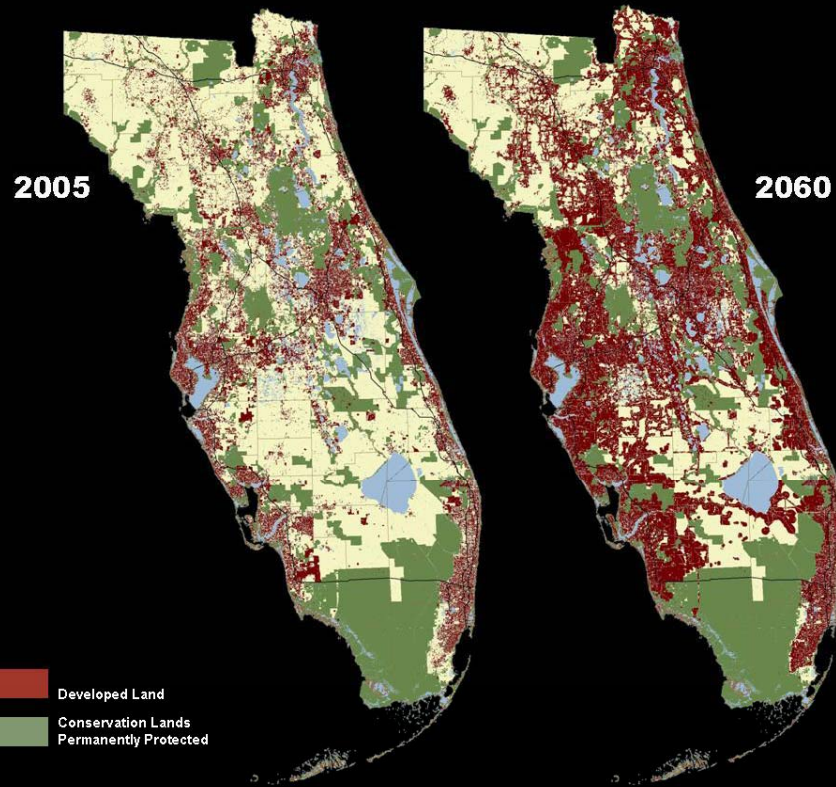 2005
2060
Developed Land
Conservation Lands
Permanently Protected